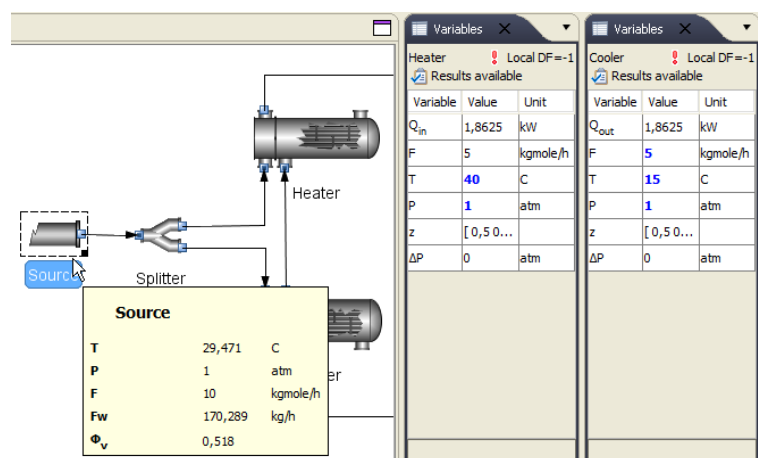 Variables
Heater Local DF=-1
Results available
Variable Value Unit
Qin 1,8625 kW
F 5 kgmole/h
T 40 C
P 1 atm
z [ 0,5 0...
ΔP 0 atm
Variables
Cooler Local DF=-1
Results available
Variable Value Unit
Qout 1,8625 kW
F 5 kgmole/h
T 15 C
P 1 atm
z [ 0,5 0...
ΔP 0 atm
Heater
Source
Splitter
er
Source
T 29,471 C
P 1 atm
F 10 kgmole/h
Fw 170,289 kg/h
Φv 0,518